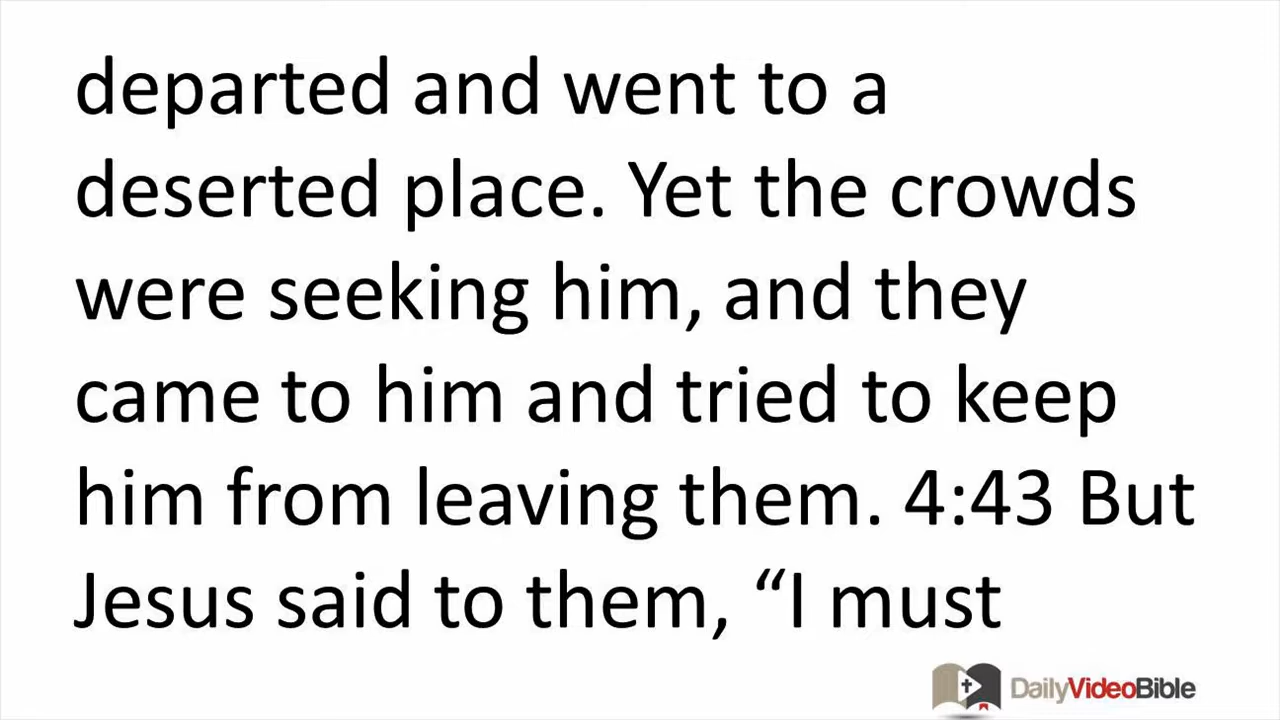 departed and went to a
deserted place. Yet the crowds
were seeking him, and they
came to him and tried to keep
him from leaving them. 4:43 But
Jesus said to them, “I must
DailyVideoBible